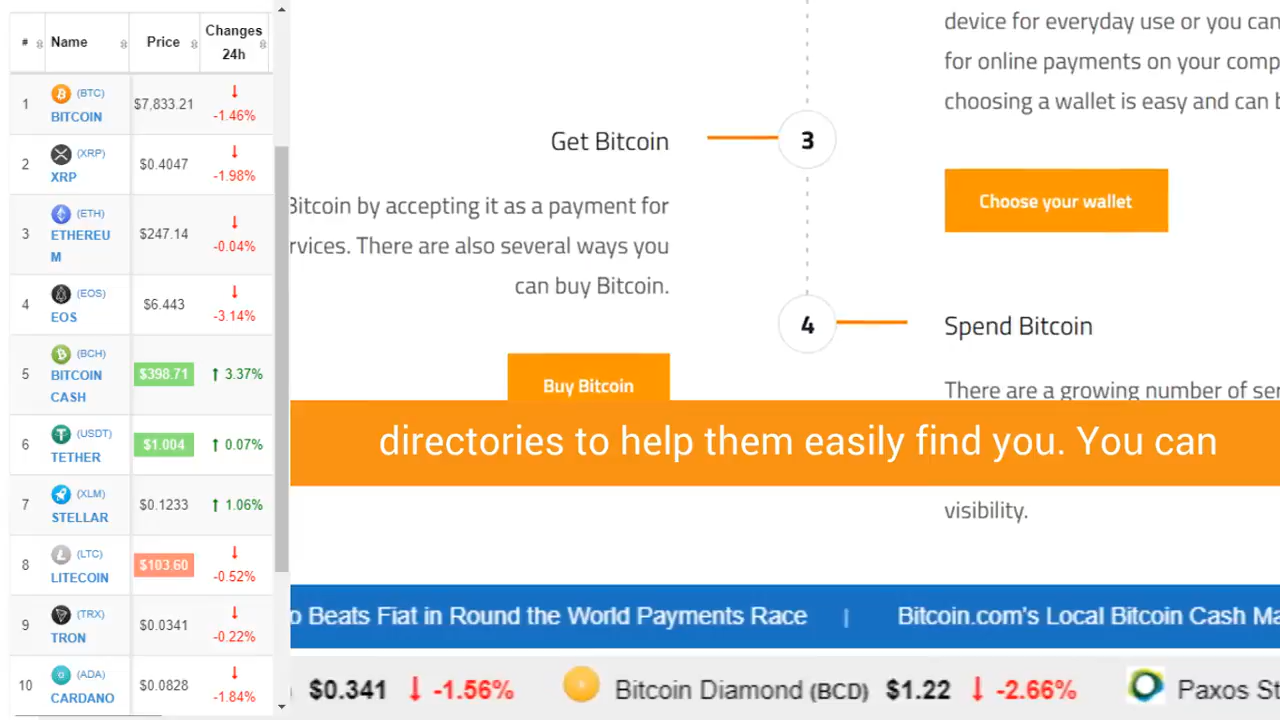 # Name Price Changes
24h
1 (BTC) BITCOIN $7,833.21 -1.46%
2 (XRP) XRP $0.4047 -1.98%
3 (ETH) ETHEREU
M $247.14 -0.04%
4 (EOS) EOS $6.443 -3.14%
5 (BCH) BITCOIN
CASH $398.71 3.37%
6 (USDT) TETHER $1.004 0.07%
7 (XLM) STELLAR $0.1233 1.06%
8 (LTC) LITECOIN $103.60 -0.52%
9 (TRX) TRON $0.0341 -0.22%
10 (ADA) CARDANO $0.0828 -1.84%
device for everyday use or you can
for online payments on your comp
choosing a wallet is easy and can b
Choose your wallet
Get Bitcoin
3
Bitcoin by accepting it as a payment for
rvices. There are also several ways you
can buy Bitcoin.
Buy Bitcoin
4
Spend Bitcoin
There are a growing number of ser
directories to help them easily find you. You can
visibility.
o Beats Fiat in Round the World Payments Race | Bitcoin.com's Local Bitcoin Cash Ma
$0.341 -1.56% Bitcoin Diamond (BCD) $1.22 -2.66% Paxos St